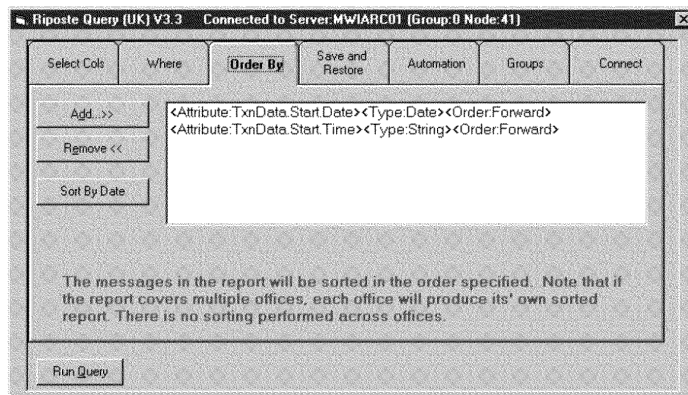 Riposte Query (UK) V3.3 Connected to Server:MWIARC01 (Group:0 Node:41)
Select Cols Where Order By Save and Restore Automation Groups Connect
Add...>>
<Attribute:TxnData.Start.Date><Type:Date><Order:Forward>
<Attribute:TxnData.Start.Time><Type:String><Order:Forward>
Remove <<
Sort By Date
The messages in the report will be sorted in the order specified. Note that if
the report covers multiple offices, each office will produce its' own sorted
report. There is no sorting performed across offices.
Run Query